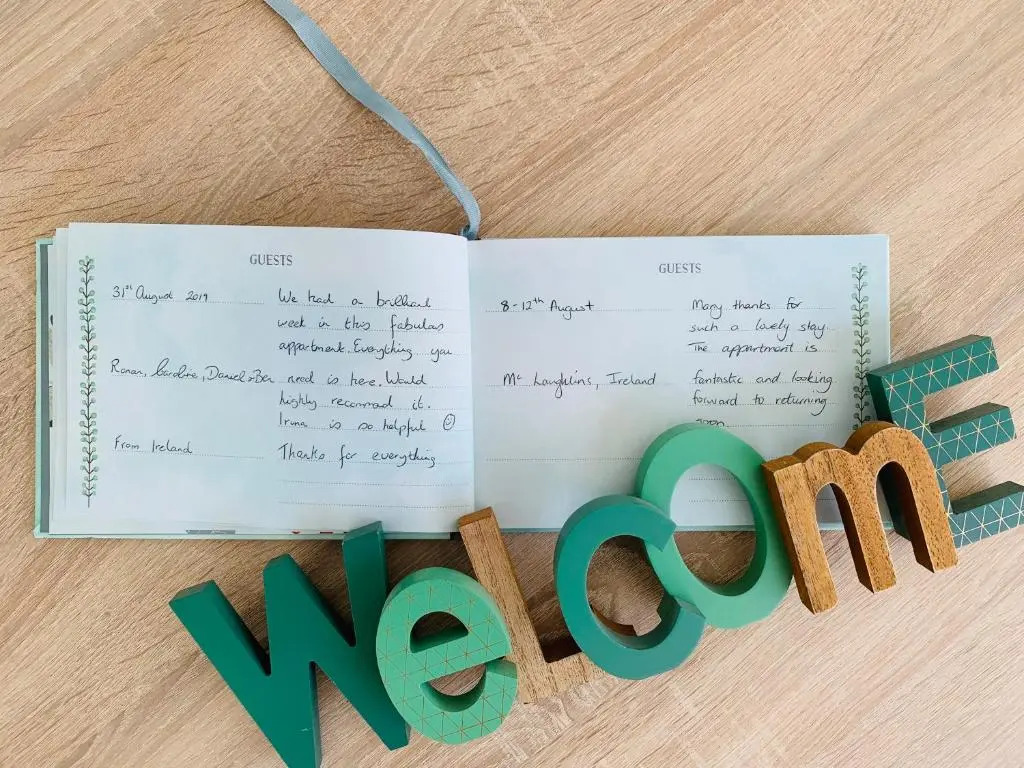 GUESTS
31st August 2019
We had a brilliant
week in this fabulous
appartment. Everything you
Ronan, Caroline, Daniel & Ben
need is here. Would
highly recommend it.
Irina is so helpful ☺
From Ireland
Thanks for everything
GUESTS
8-12th August
Many thanks for
such a lovely stay.
The appartment is
Mc Laughlins, Ireland
fantastic and looking
forward to returning
soon.
WeLCOmE